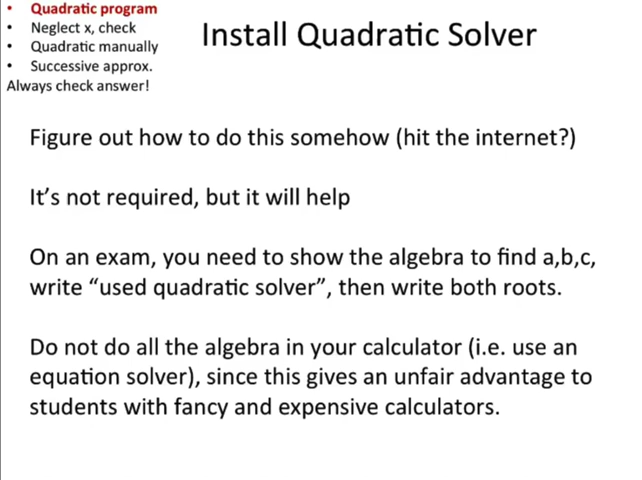 • Quadratic program
• Neglect x, check
• Quadratic manually
• Successive approx.
Always check answer!
Install Quadratic Solver
Figure out how to do this somehow (hit the internet?)
It’s not required, but it will help
On an exam, you need to show the algebra to find a,b,c,
write “used quadratic solver”, then write both roots.
Do not do all the algebra in your calculator (i.e. use an
equation solver), since this gives an unfair advantage to
students with fancy and expensive calculators.